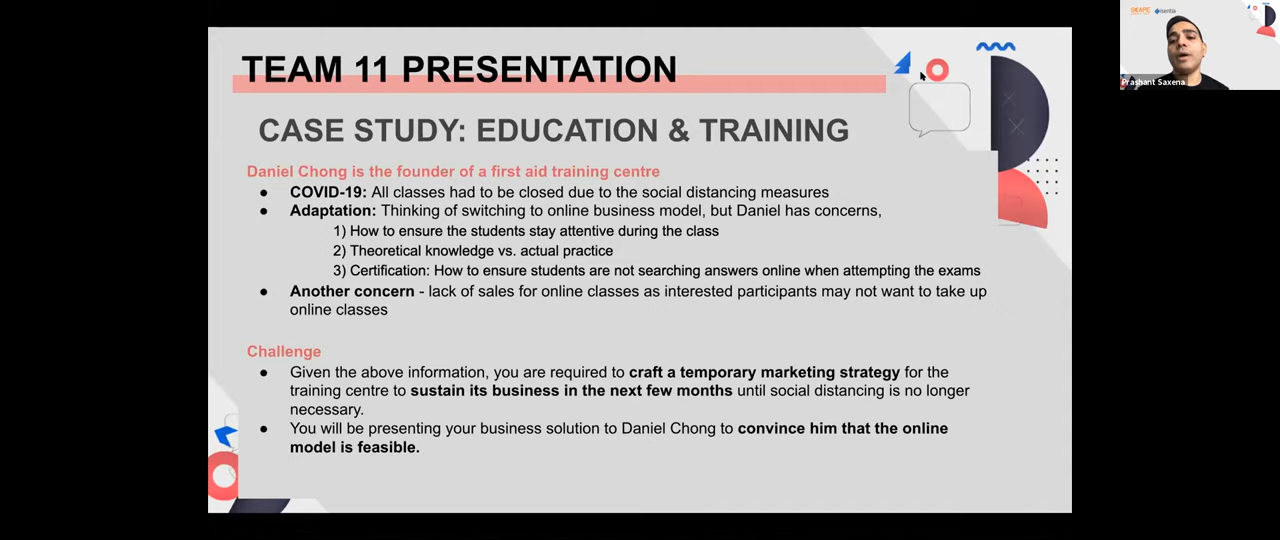 TEAM 11 PRESENTATION
CASE STUDY: EDUCATION & TRAINING
Daniel Chong is the founder of a first aid training centre
● COVID-19: All classes had to be closed due to the social distancing measures
● Adaptation: Thinking of switching to online business model, but Daniel has concerns,
1) How to ensure the students stay attentive during the class
2) Theoretical knowledge vs. actual practice
3) Certification: How to ensure students are not searching answers online when attempting the exams
● Another concern - lack of sales for online classes as interested participants may not want to take up
online classes
Challenge
● Given the above information, you are required to craft a temporary marketing strategy for the
training centre to sustain its business in the next few months until social distancing is no longer
necessary.
● You will be presenting your business solution to Daniel Chong to convince him that the online
model is feasible.
isentia
Prashant Saxena